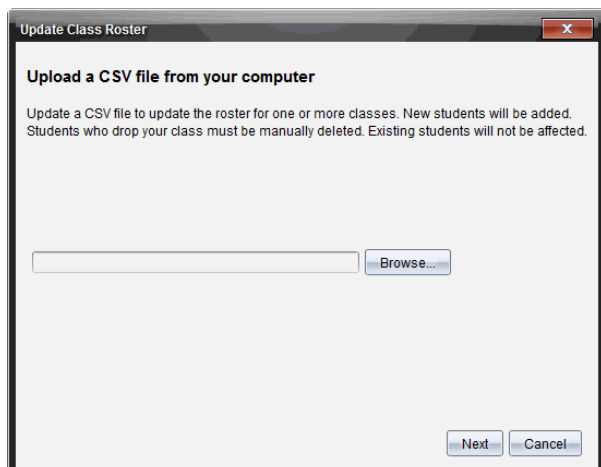 Update Class Roster
X
Upload a CSV file from your computer
Update a CSV file to update the roster for one or more classes. New students will be added.
Students who drop your class must be manually deleted. Existing students will not be affected.
Browse...
Next Cancel